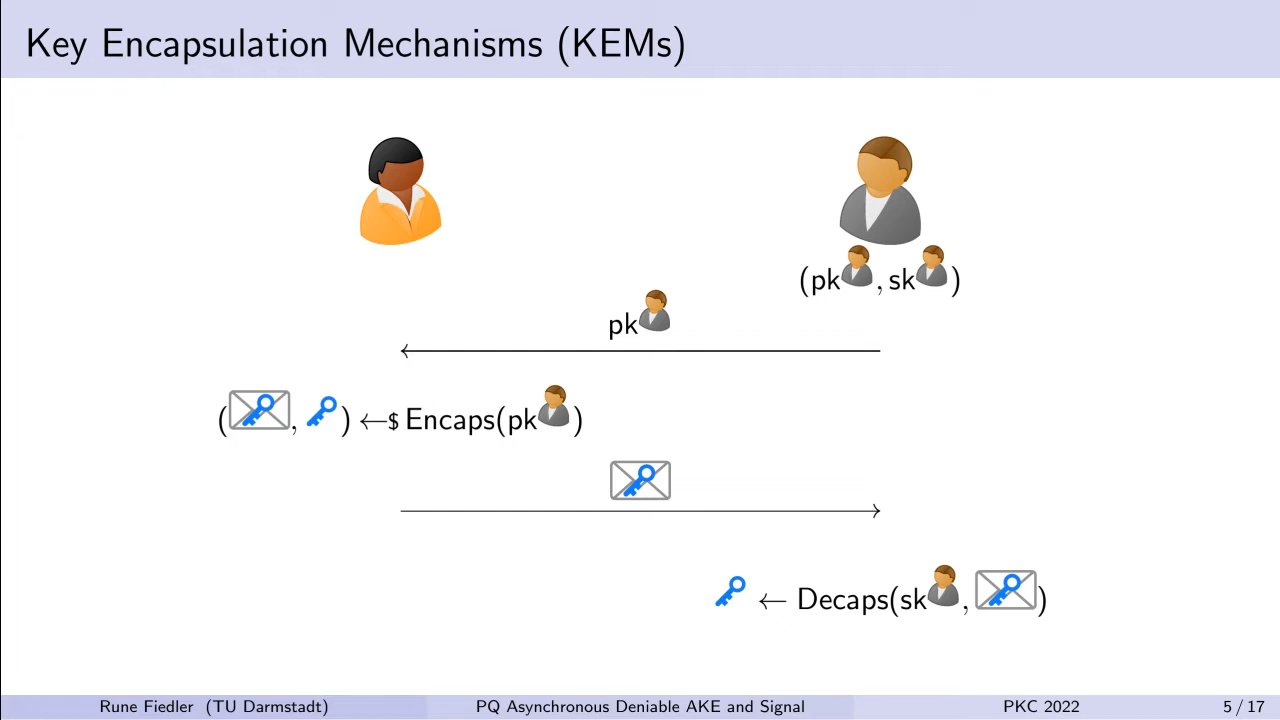 Key Encapsulation Mechanisms (KEMs)
(pk, sk)
pk
( , ) ←$ Encaps(pk )
← Decaps(sk , )
Rune Fiedler (TU Darmstadt) PQ Asynchronous Deniable AKE and Signal PKC 2022 5 / 17